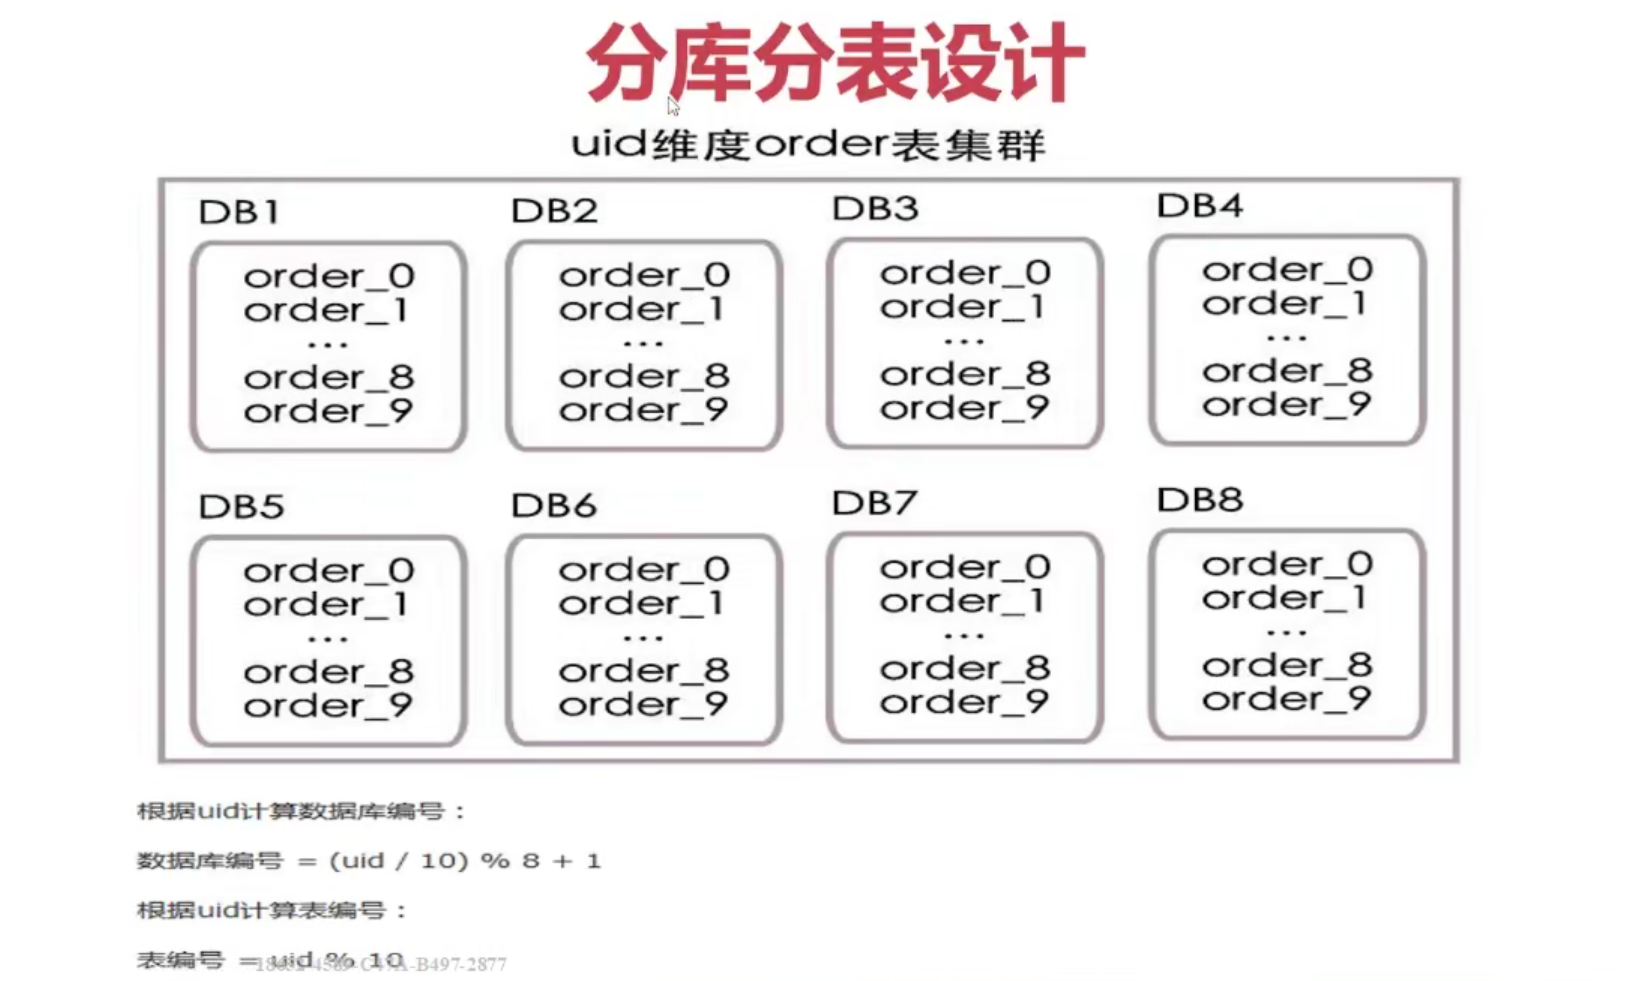 分库分表设计
uid维度order表集群
DB1
order_0
order_1
...
order_8
order_9
DB2
order_0
order_1
...
order_8
order_9
DB3
order_0
order_1
...
order_8
order_9
DB4
order_0
order_1
...
order_8
order_9
DB5
order_0
order_1
...
order_8
order_9
DB6
order_0
order_1
...
order_8
order_9
DB7
order_0
order_1
...
order_8
order_9
DB8
order_0
order_1
...
order_8
order_9
根据uid计算数据库编号：
数据库编号 = (uid / 10) % 8 + 1
根据uid计算表编号：
表编号 = uid % 10
B497-2877